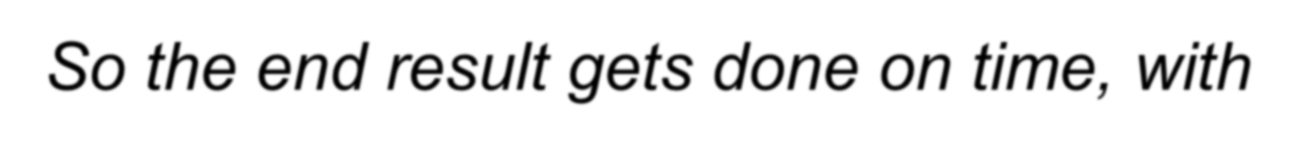 So the end result gets done on time, with